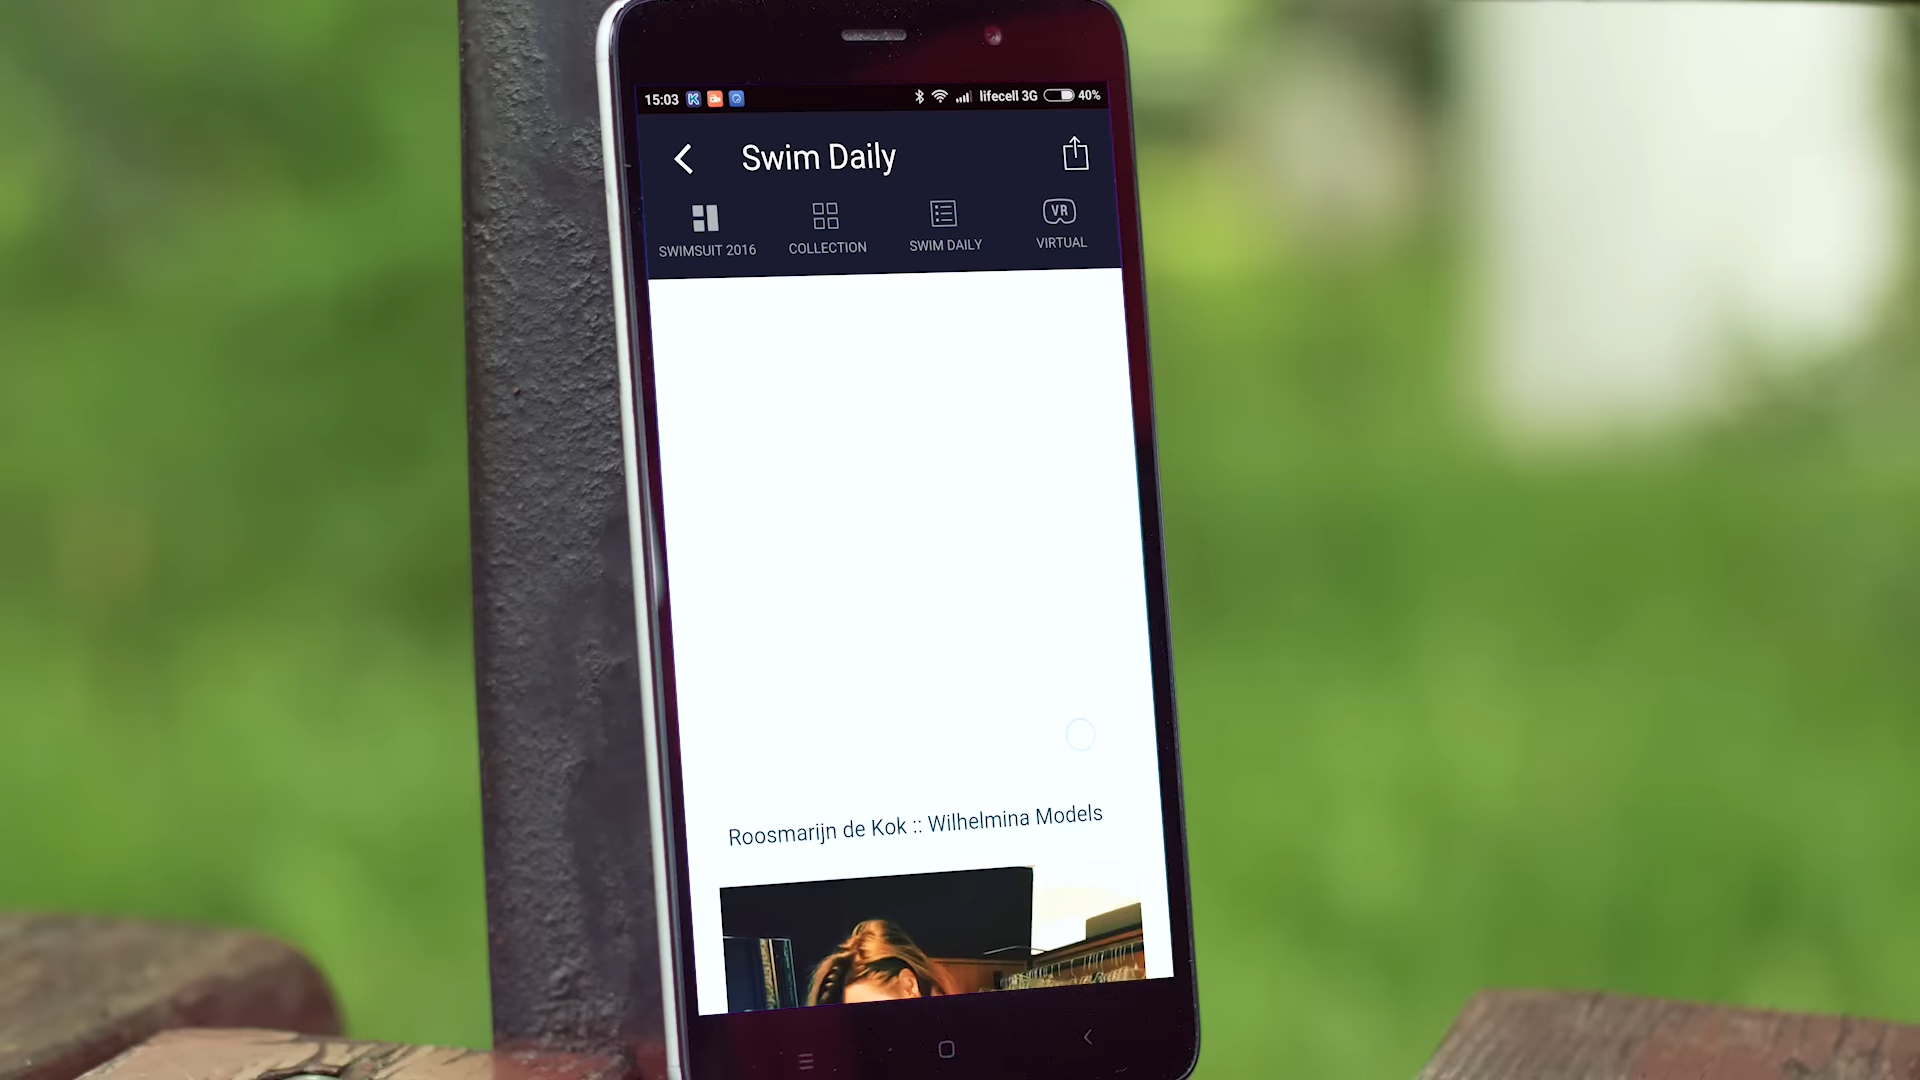 15:03 lifecell 3G 40%
Swim Daily
SWIMSUIT 2016 COLLECTION SWIM DAILY VR VIRTUAL
Roosmarijn de Kok :: Wilhelmina Models